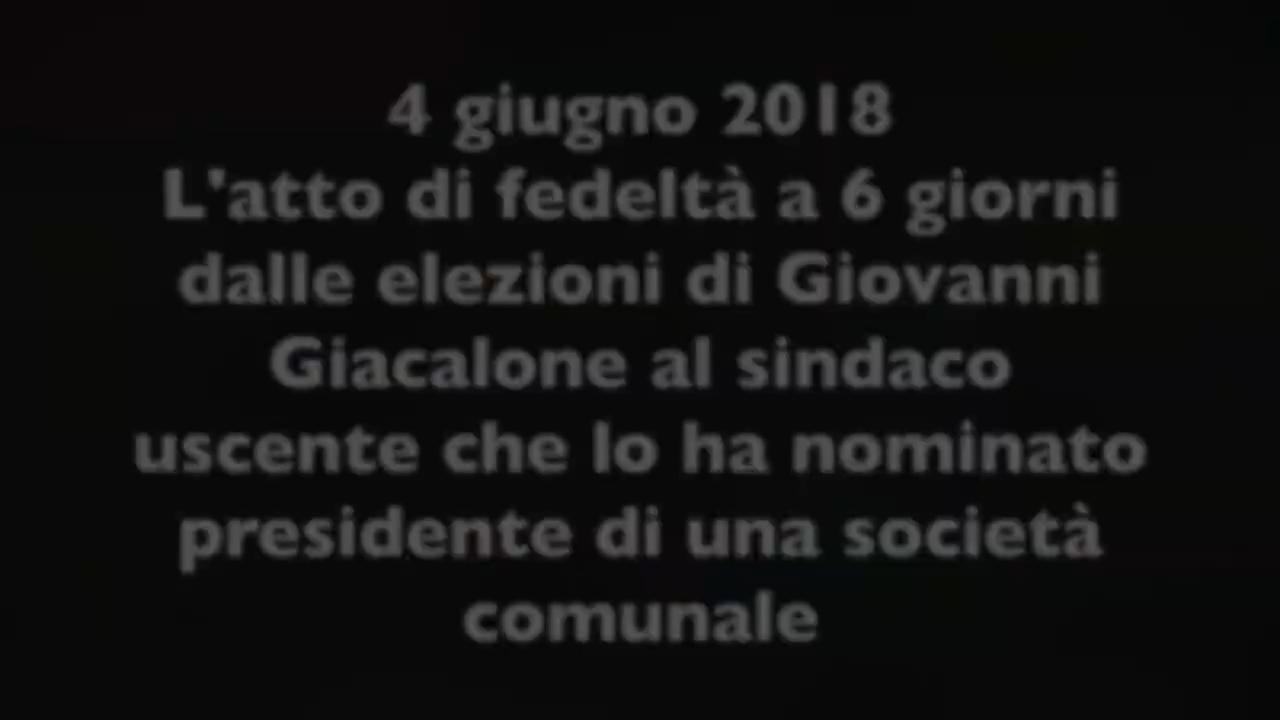 4 giugno 2018
L'atto di fedeltà a 6 giorni
dalle elezioni di Giovanni
Giacalone al sindaco
uscente che lo ha nominato
presidente di una società
comunale